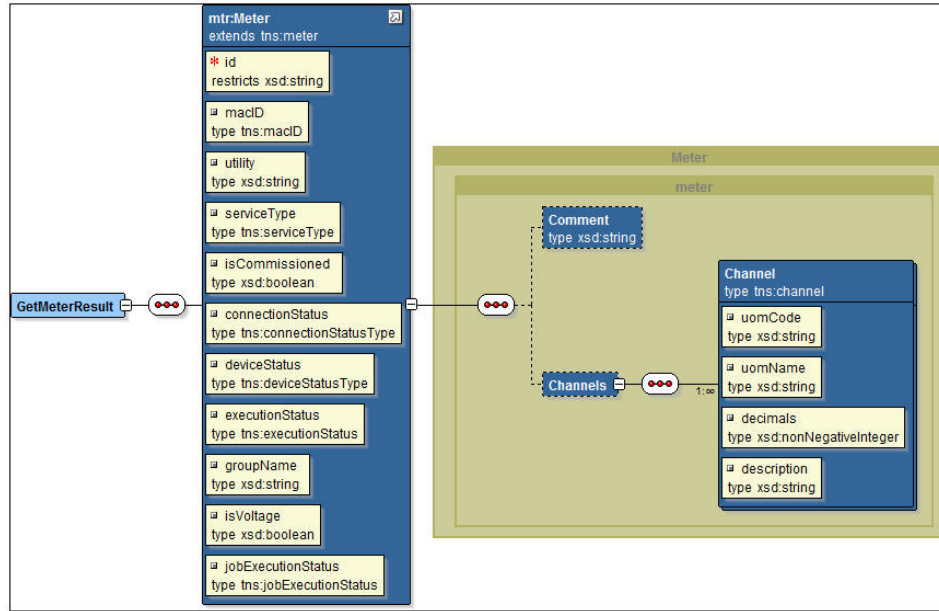 GetMeterResult
mtr:Meter
extends tns:meter
* id
restricts xsd:string
macID
type tns:macID
utility
type xsd:string
serviceType
type tns:serviceType
isCommissioned
type xsd:boolean
connectionStatus
type tns:connectionStatusType
deviceStatus
type tns:deviceStatusType
executionStatus
type tns:executionStatus
groupName
type xsd:string
isVoltage
type xsd:boolean
jobExecutionStatus
type tns:jobExecutionStatus
Meter
meter
Comment
type xsd:string
Channels
1:∞
Channel
type tns:channel
uomCode
type xsd:string
uomName
type xsd:string
decimals
type xsd:nonNegativeInteger
description
type xsd:string